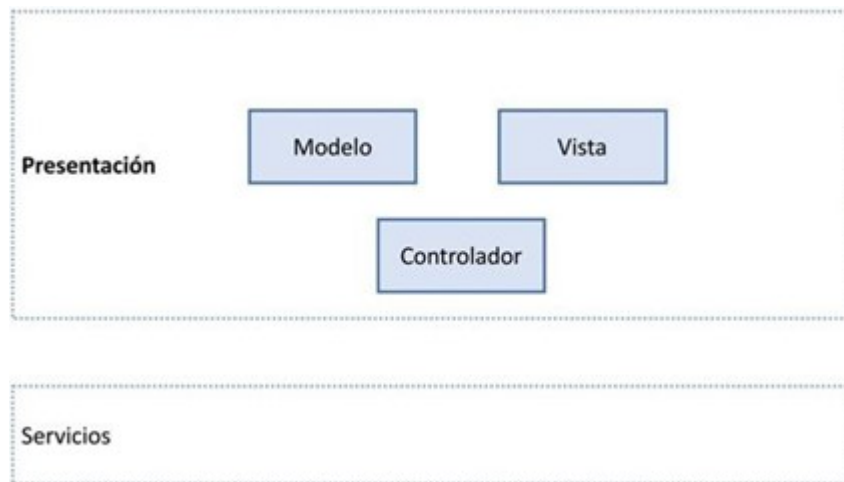 Modelo
Vista
Presentación
Controlador
Servicios